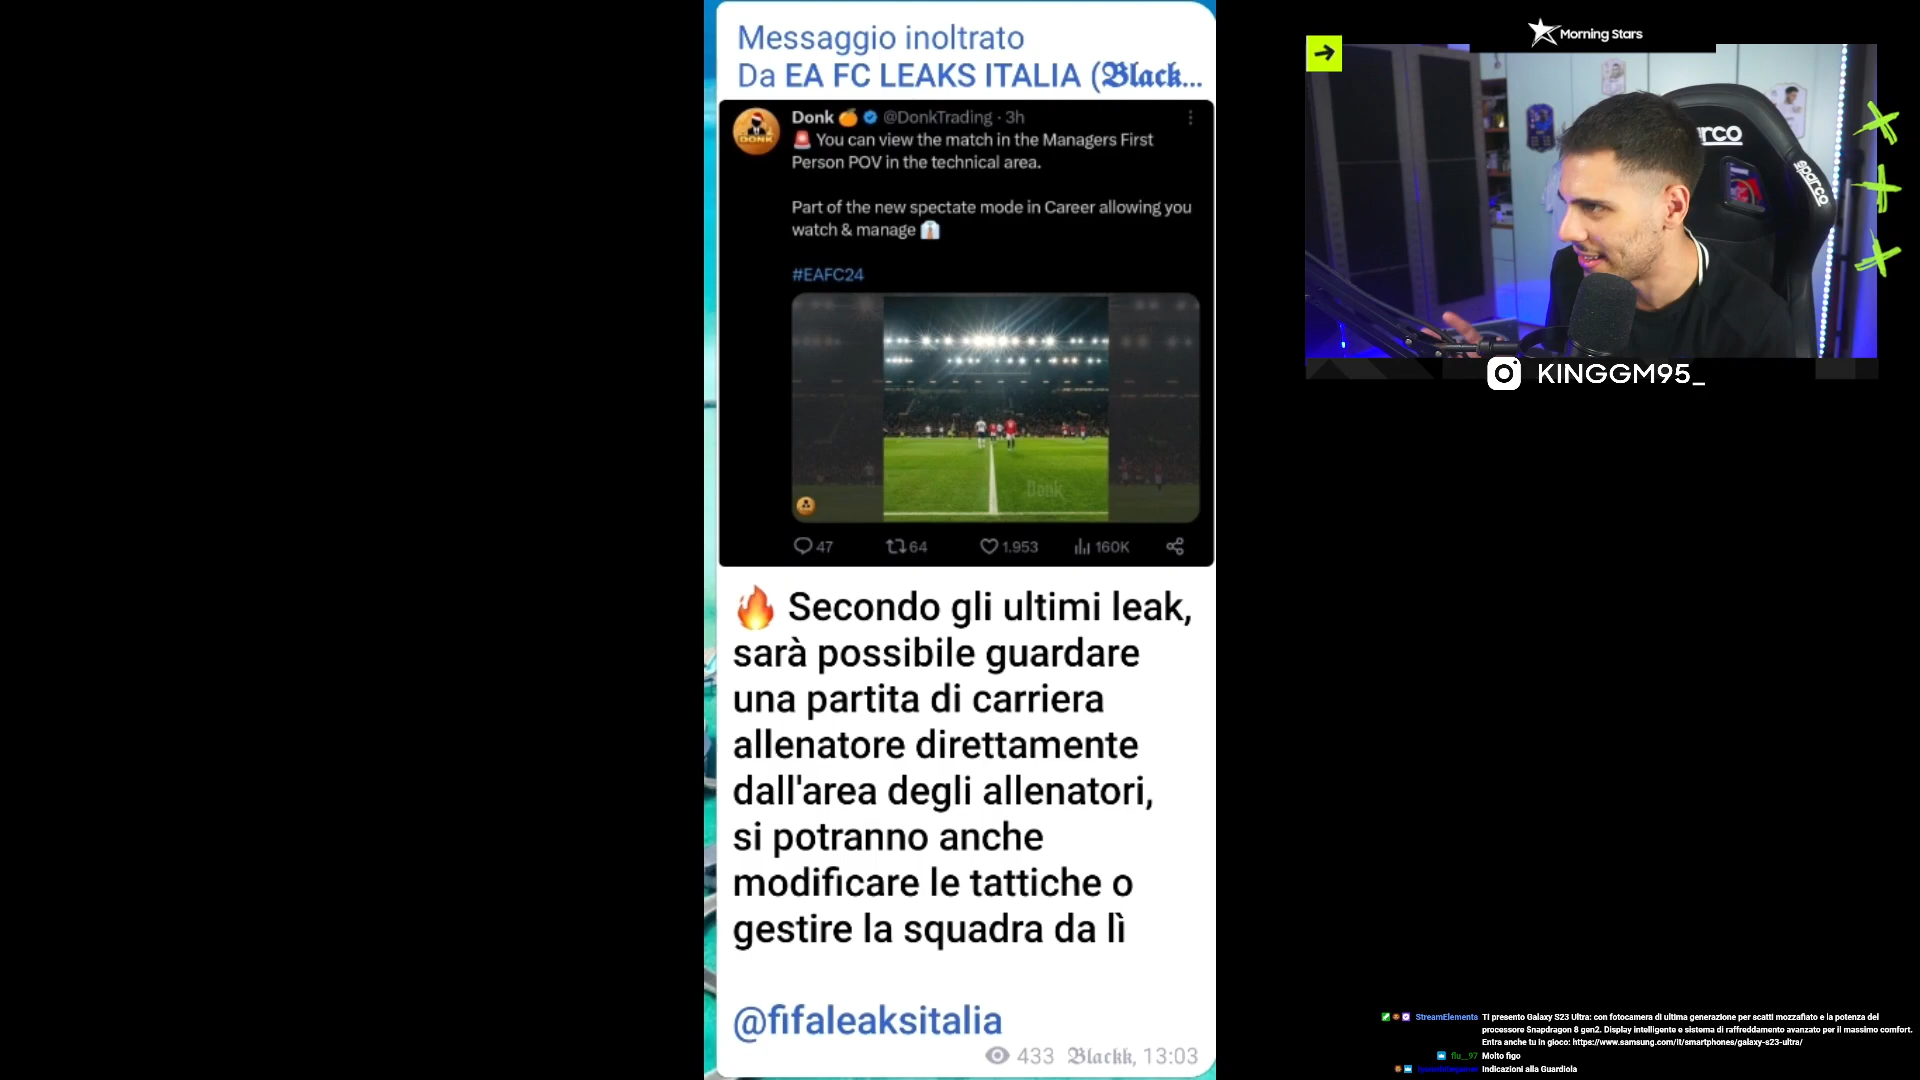 Messaggio inoltrato
Da EA FC LEAKS ITALIA (𝕭𝖑𝖆𝖈𝖐...
Donk 🍊 @DonkTrading · 3h
🚨 You can view the match in the Managers First
Person POV in the technical area.
Part of the new spectate mode in Career allowing you
watch & manage 👔
#EAFC24
DONK
Donk
47 64 1.953 160K
🔥 Secondo gli ultimi leak,
sarà possibile guardare
una partita di carriera
allenatore direttamente
dall'area degli allenatori,
si potranno anche
modificare le tattiche o
gestire la squadra da lì
@fifaleaksitalia
433 𝕭𝖑𝖆𝖈𝖐𝖐, 13:03
Morning Stars
sparco
KINGGM95_
StreamElements Ti presento Galaxy S23 Ultra: con fotocamera di ultima generazione per scatti mozzafiato e la potenza del
processore Snapdragon 8 gen2. Display intelligente e sistema di raffreddamento avanzato per il massimo comfort.
Entra anche tu in gioco: https://www.samsung.com/it/smartphones/galaxy-s23-ultra/
flu__97 Molto figo
Indicazioni alla Guardiola